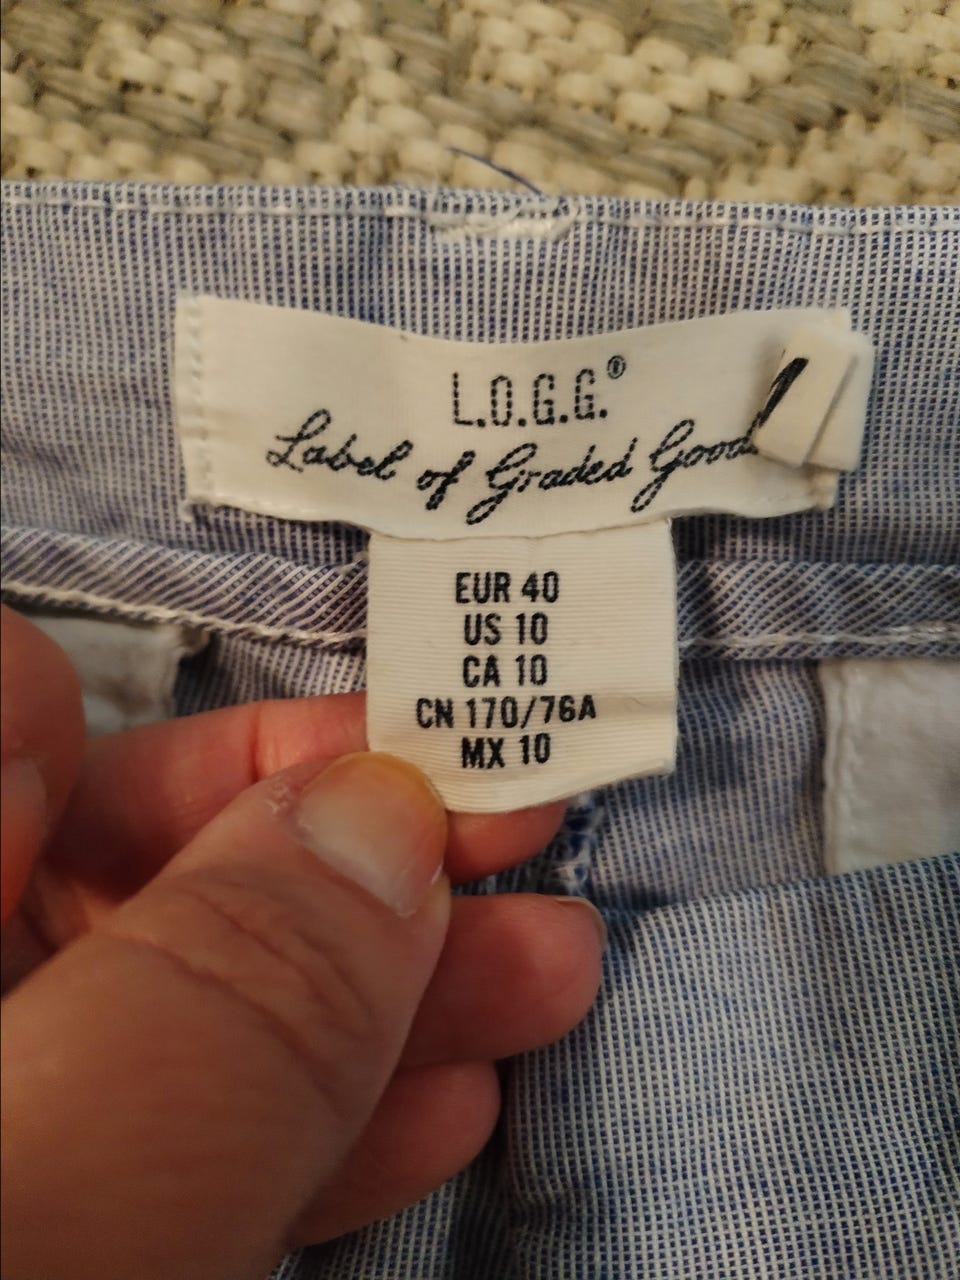 L.O.G.G.®
Label of Graded Good
EUR 40
US 10
CA 10
CN 170/76A
MX 10